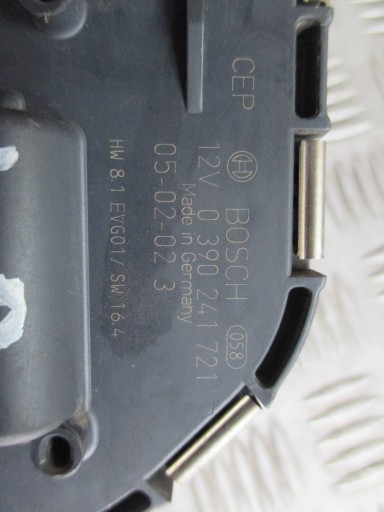 CEP
BOSCH 058
12V 0 390 241 721
Made in Germany
05-02-02 3
HW 8.1 EVG01/ SW 16.4